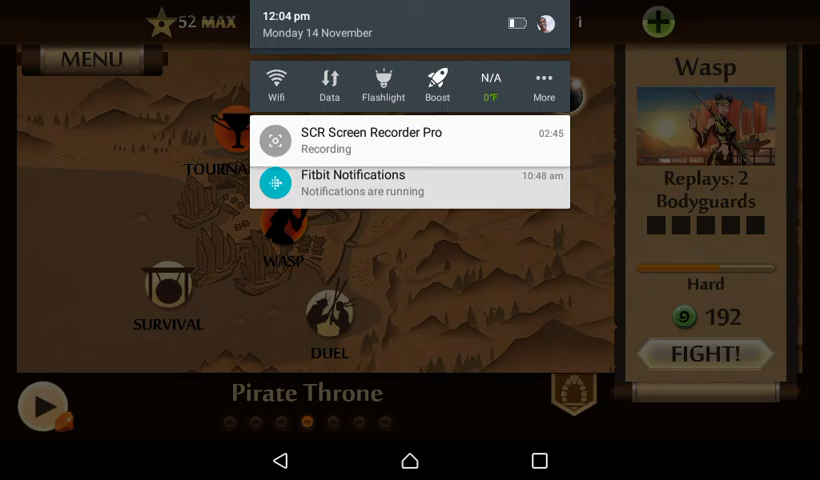 12:04 pm
Monday 14 November
52 MAX
1
MENU
Wifi
Data
Flashlight
Boost
N/A
0°F
More
SCR Screen Recorder Pro
02:45
Recording
Fitbit Notifications
10:48 am
Notifications are running
TOURNA
WASP
SURVIVAL
DUEL
Wasp
Replays: 2
Bodyguards
Hard
192
FIGHT!
Pirate Throne